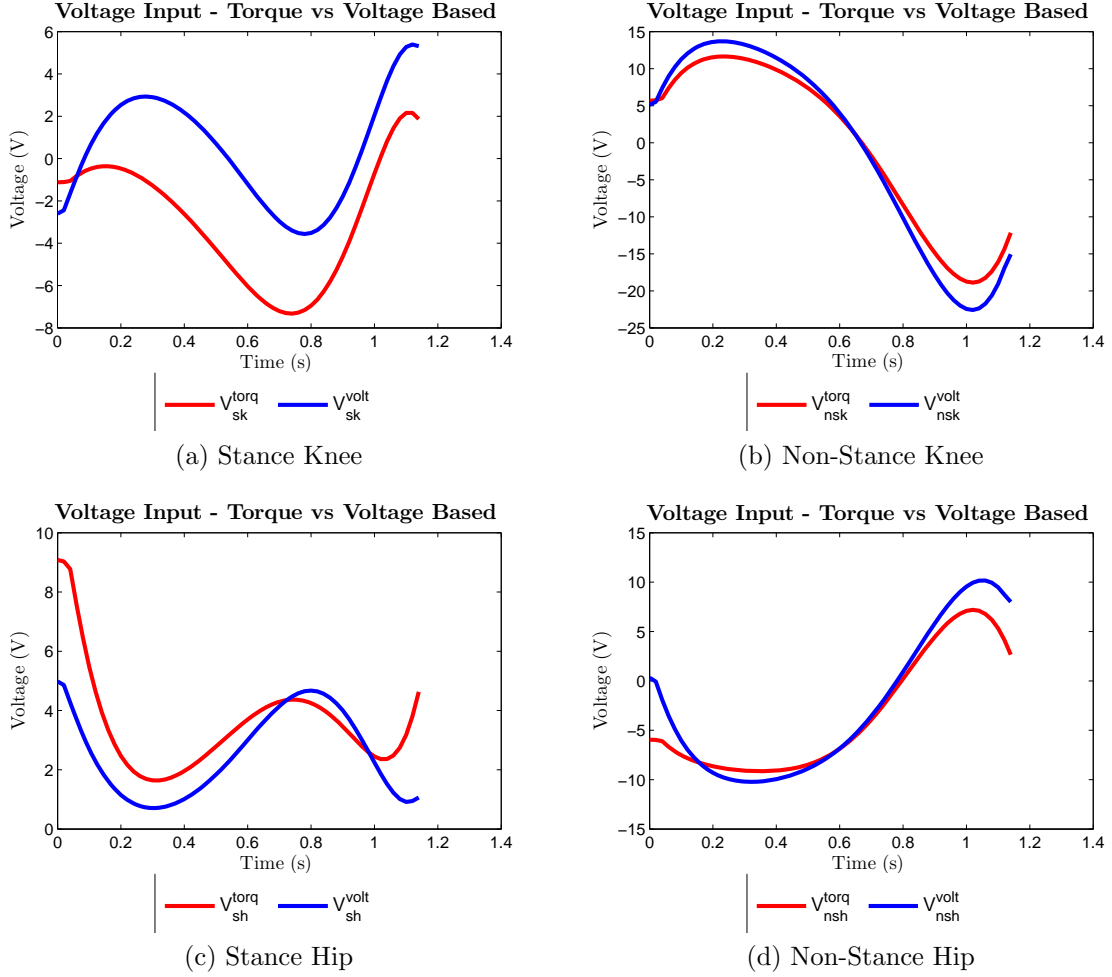 Voltage Input - Torque vs Voltage Based
Voltage (V)
6
4
2
0
−2
−4
−6
−8
0 0.2 0.4 0.6 0.8 1 1.2 1.4
Time (s)
V_sk^torq V_sk^volt
(a) Stance Knee
Voltage Input - Torque vs Voltage Based
Voltage (V)
15
10
5
0
−5
−10
−15
−20
−25
0 0.2 0.4 0.6 0.8 1 1.2 1.4
Time (s)
V_nsk^torq V_nsk^volt
(b) Non-Stance Knee
Voltage Input - Torque vs Voltage Based
Voltage (V)
10
8
6
4
2
0
0 0.2 0.4 0.6 0.8 1 1.2 1.4
Time (s)
V_sh^torq V_sh^volt
(c) Stance Hip
Voltage Input - Torque vs Voltage Based
Voltage (V)
15
10
5
0
−5
−10
−15
0 0.2 0.4 0.6 0.8 1 1.2 1.4
Time (s)
V_nsh^torq V_nsh^volt
(d) Non-Stance Hip